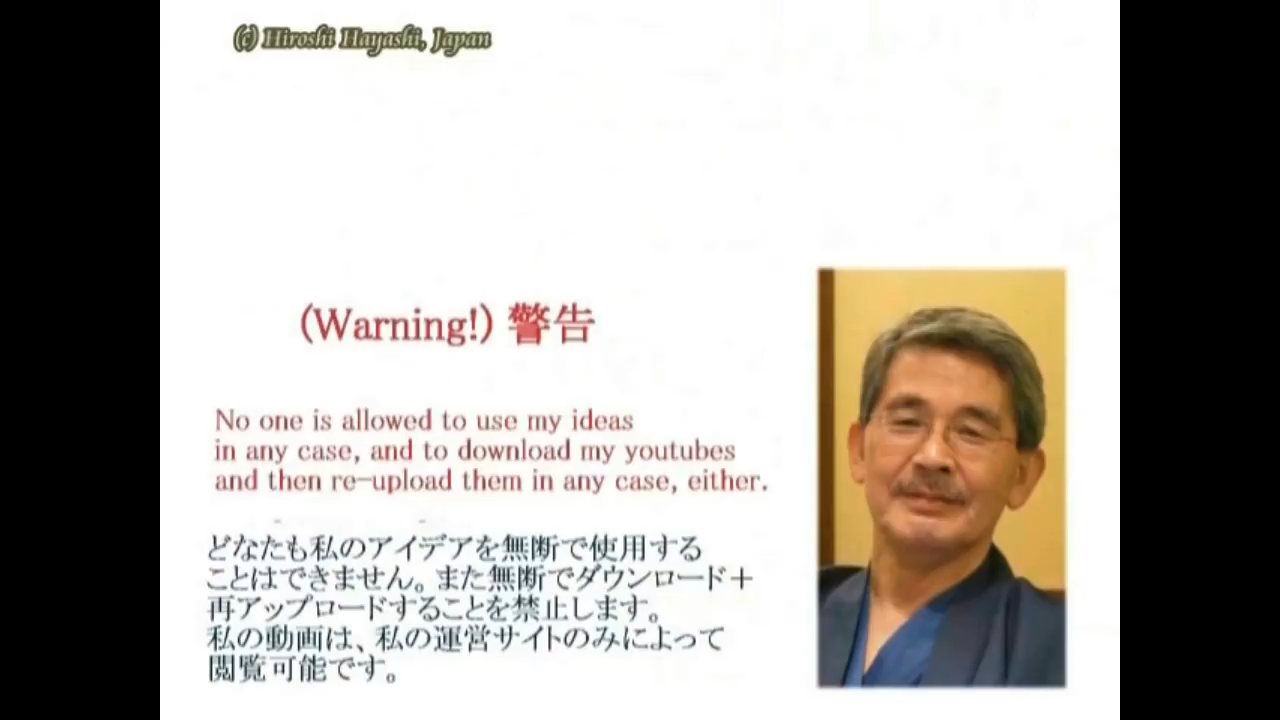 (c) Hiroshi Hayashi, Japan
(Warning!) 警告
No one is allowed to use my ideas
in any case, and to download my youtubes
and then re-upload them in any case, either.
どなたも私のアイデアを無断で使用する
ことはできません。また無断でダウンロード＋
再アップロードすることを禁止します。
私の動画は、私の運営サイトのみによって
閲覧可能です。